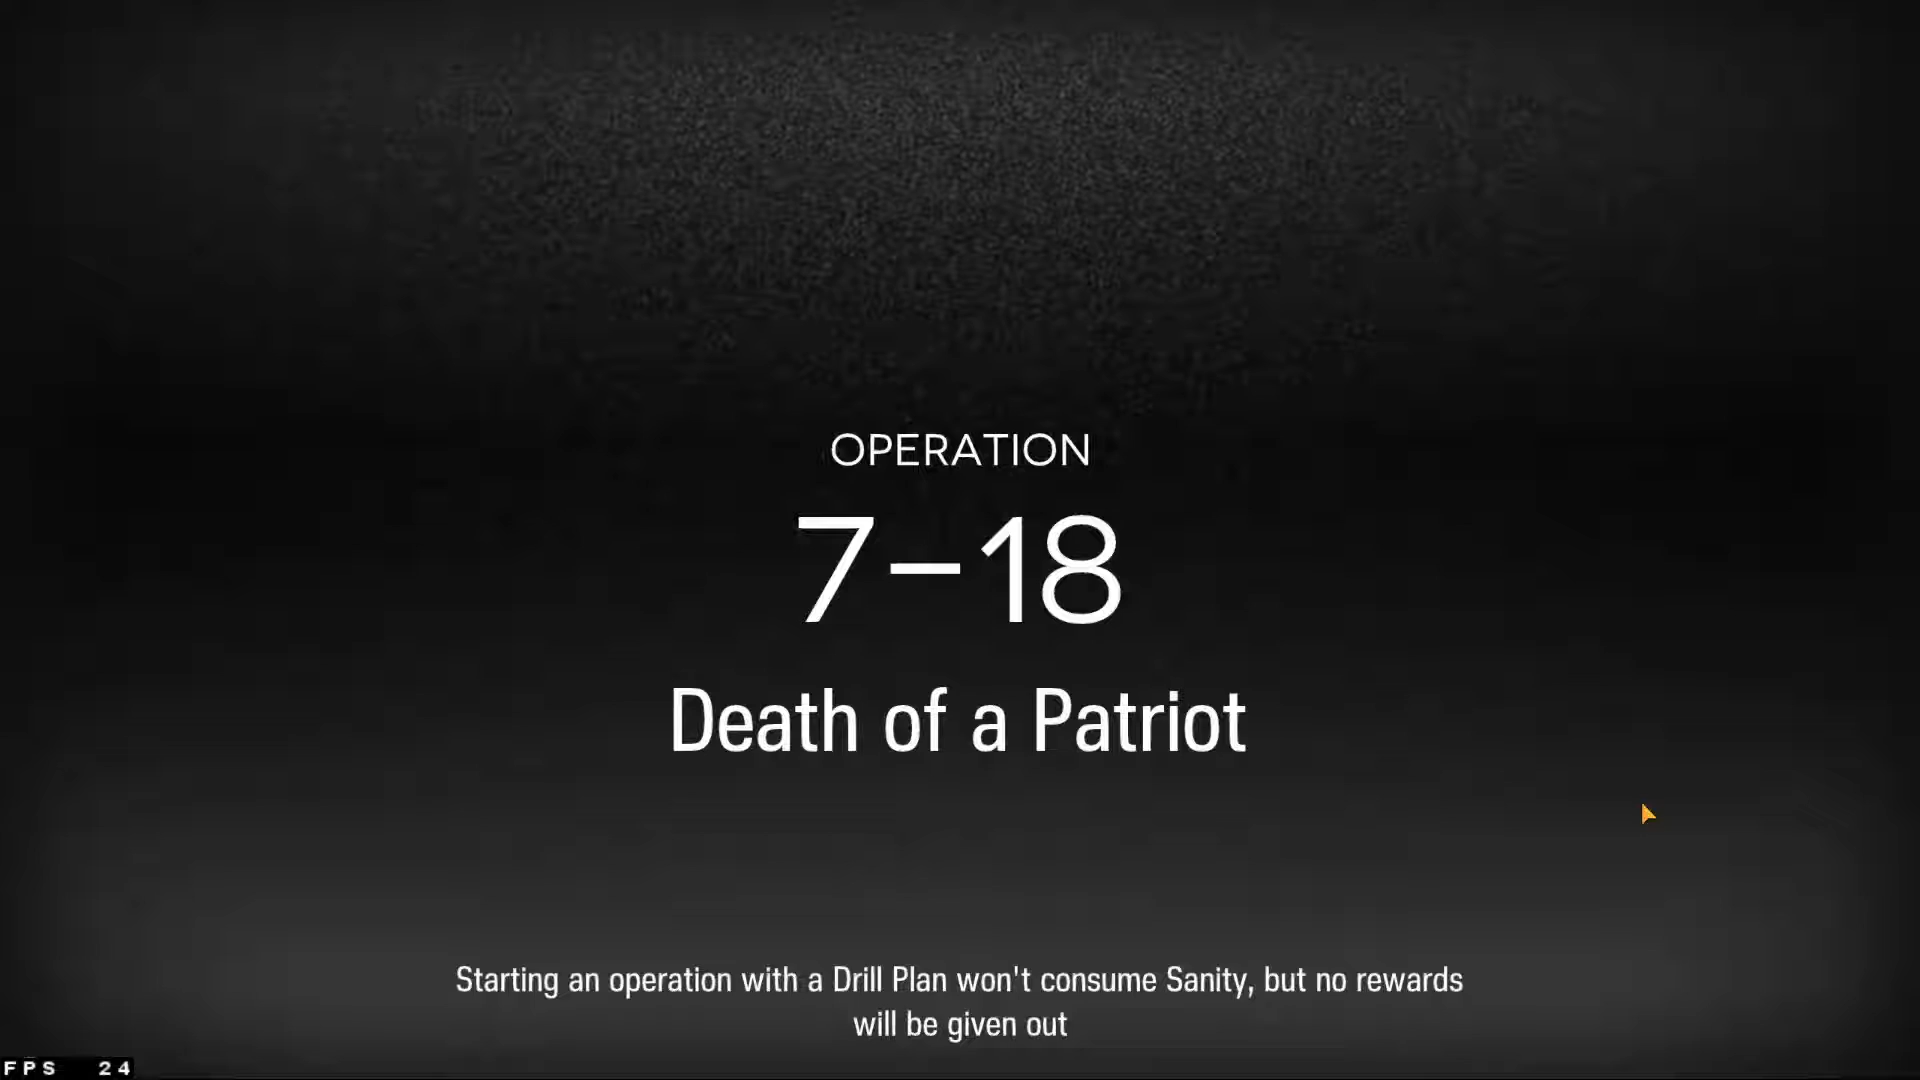 OPERATION
7-18
Death of a Patriot
Starting an operation with a Drill Plan won't consume Sanity, but no rewards
will be given out
FPS 24